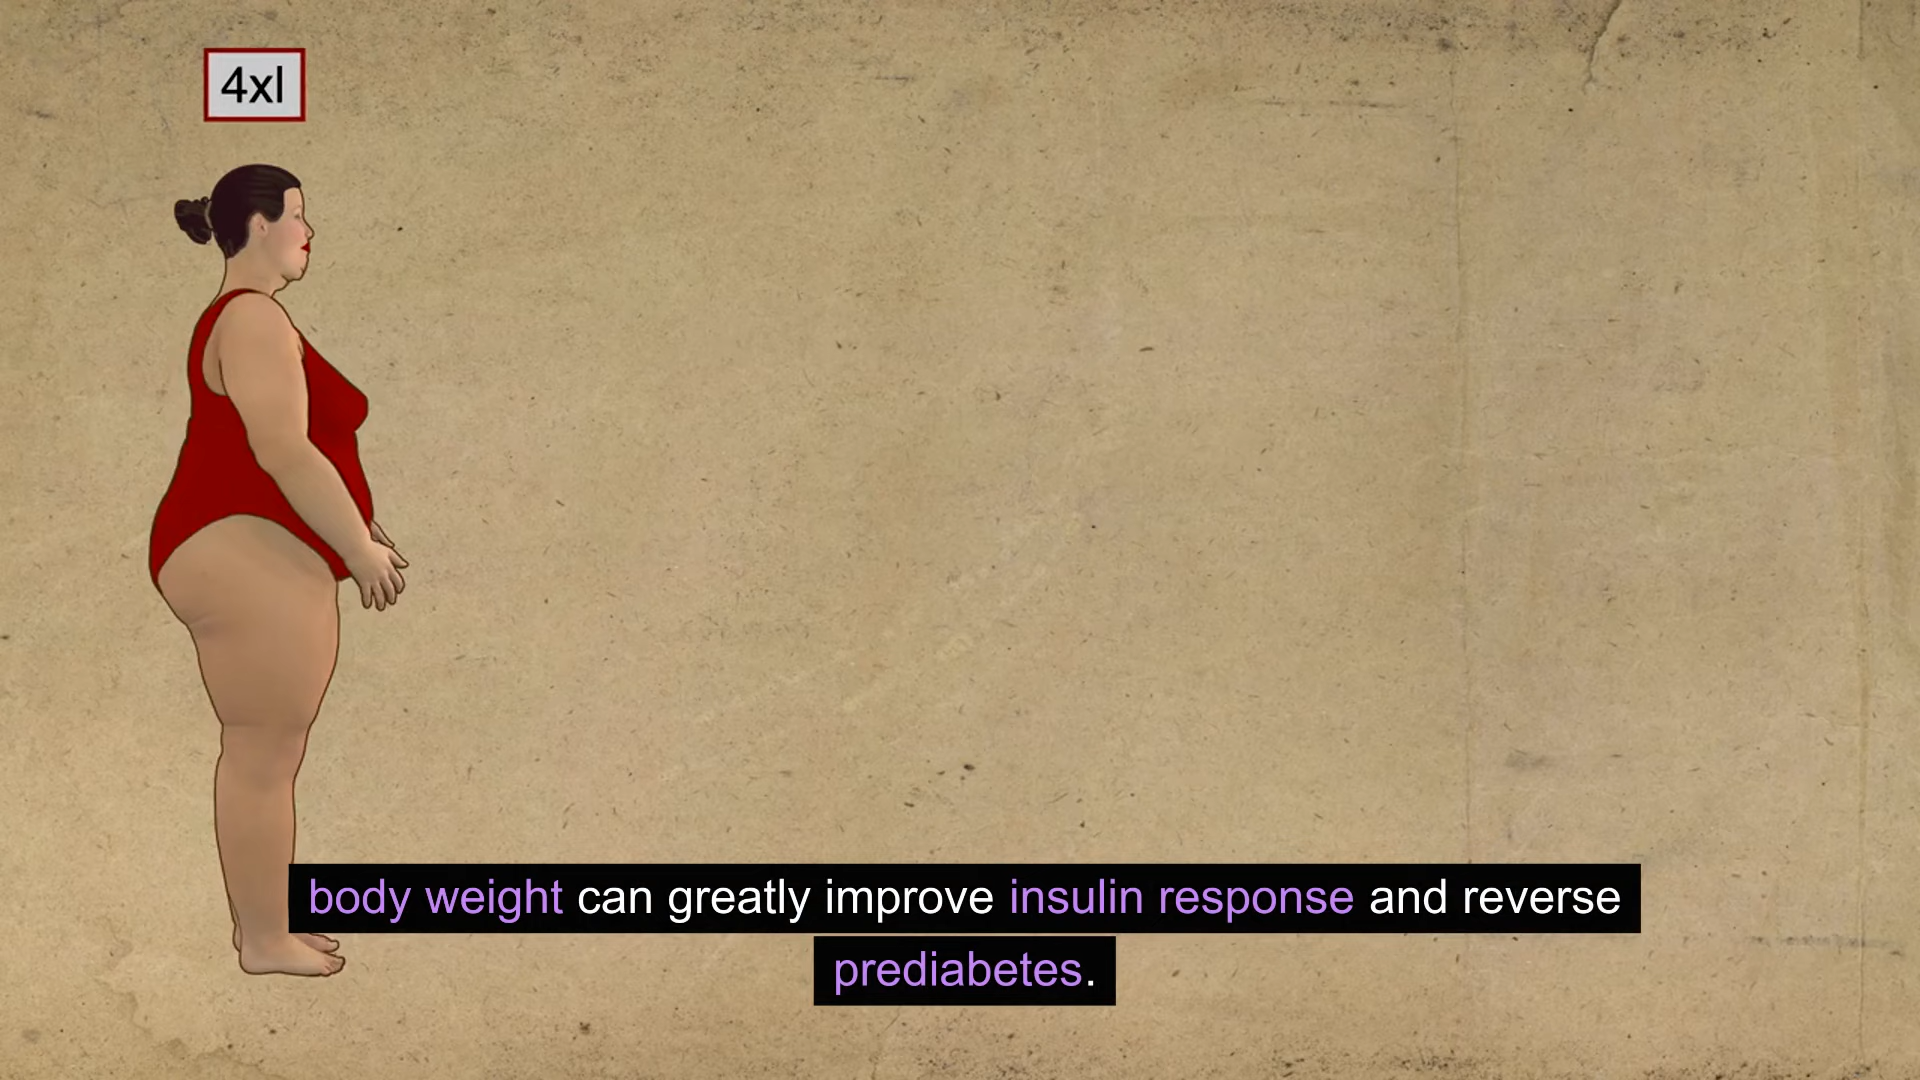 4xl
body weight can greatly improve insulin response and reverse
prediabetes.